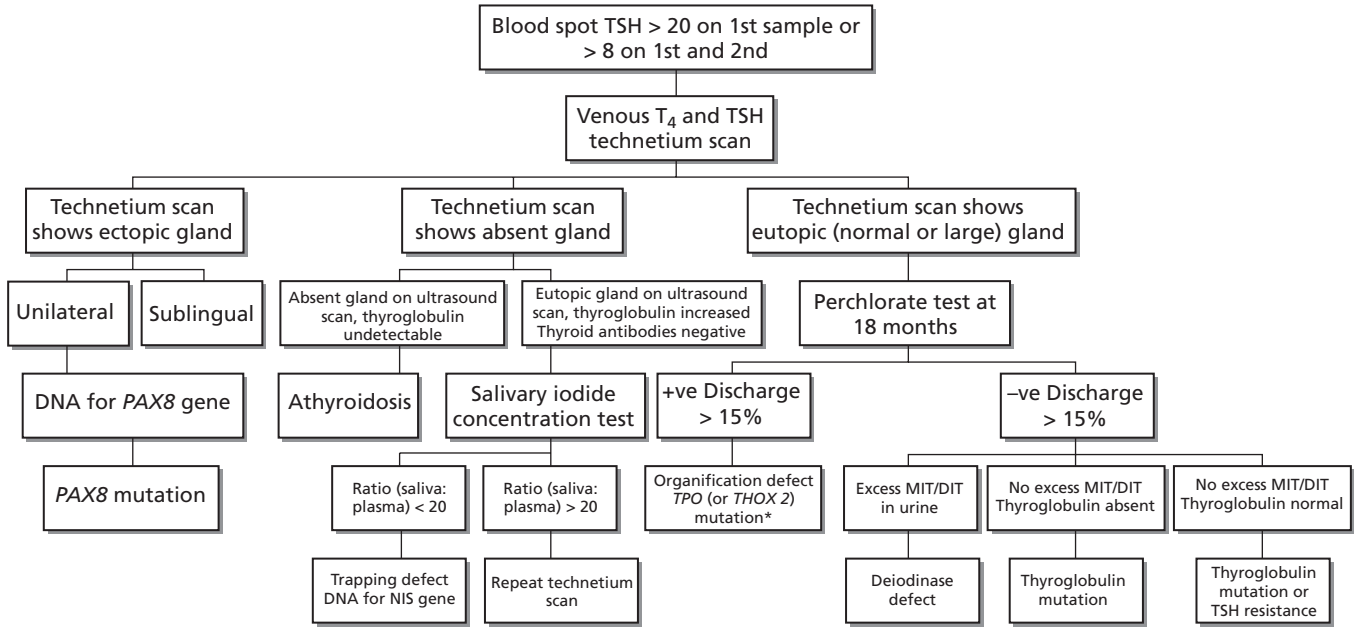 Blood spot TSH > 20 on 1st sample or
> 8 on 1st and 2nd
Venous T₄ and TSH
technetium scan
Technetium scan
shows ectopic gland
Technetium scan
shows absent gland
Technetium scan shows
eutopic (normal or large) gland
Unilateral
Sublingual
Absent gland on ultrasound
scan, thyroglobulin
undetectable
Eutopic gland on ultrasound
scan, thyroglobulin increased
Thyroid antibodies negative
Perchlorate test at
18 months
DNA for PAX8 gene
Athyroidosis
Salivary iodide
concentration test
+ve Discharge
> 15%
–ve Discharge
> 15%
PAX8 mutation
Ratio (saliva:
plasma) < 20
Ratio (saliva:
plasma) > 20
Organification defect
TPO (or THOX 2)
mutation*
Excess MIT/DIT
in urine
No excess MIT/DIT
Thyroglobulin absent
No excess MIT/DIT
Thyroglobulin normal
Trapping defect
DNA for NIS gene
Repeat technetium
scan
Deiodinase
defect
Thyroglobulin
mutation
Thyroglobulin
mutation or
TSH resistance